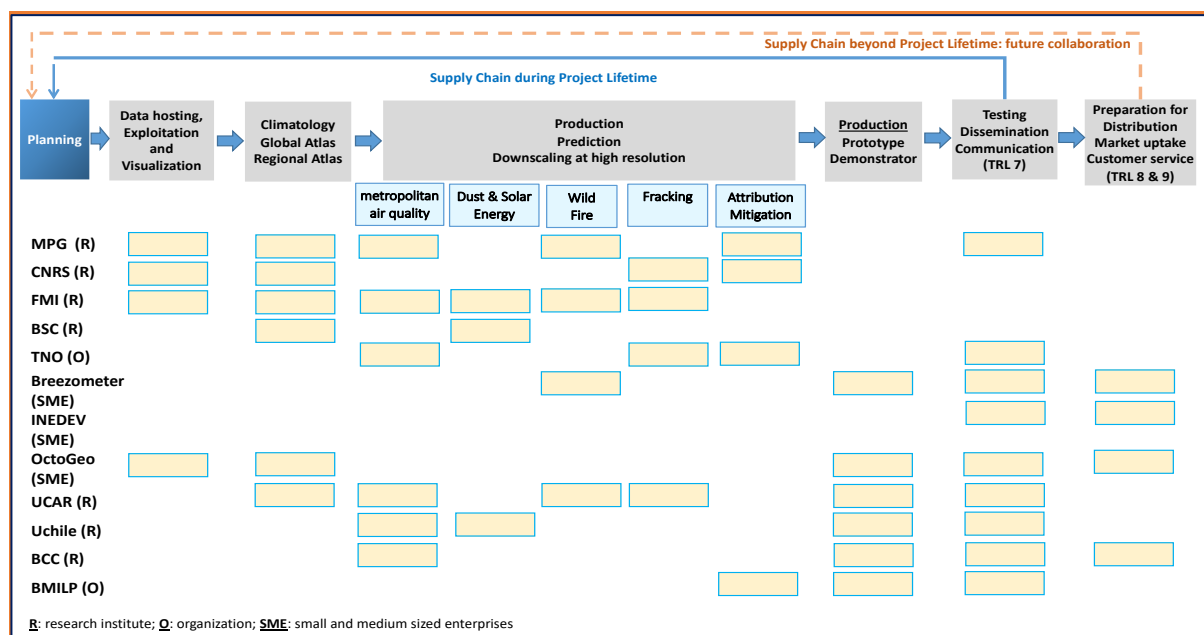 Supply Chain beyond Project Lifetime: future collaboration
Supply Chain during Project Lifetime
Planning
Data hosting,
Exploitation
and
Visualization
Climatology
Global Atlas
Regional Atlas
Production
Prediction
Downscaling at high resolution
Production
Prototype
Demonstrator
Testing
Dissemination
Communication
(TRL 7)
Preparation for
Distribution
Market uptake
Customer service
(TRL 8 & 9)
metropolitan
air quality
Dust & Solar
Energy
Wild
Fire
Fracking
Attribution
Mitigation
MPG (R)
CNRS (R)
FMI (R)
BSC (R)
TNO (O)
Breezometer
(SME)
INEDEV
(SME)
OctoGeo
(SME)
UCAR (R)
Uchile (R)
BCC (R)
BMILP (O)
R: research institute; O: organization; SME: small and medium sized enterprises